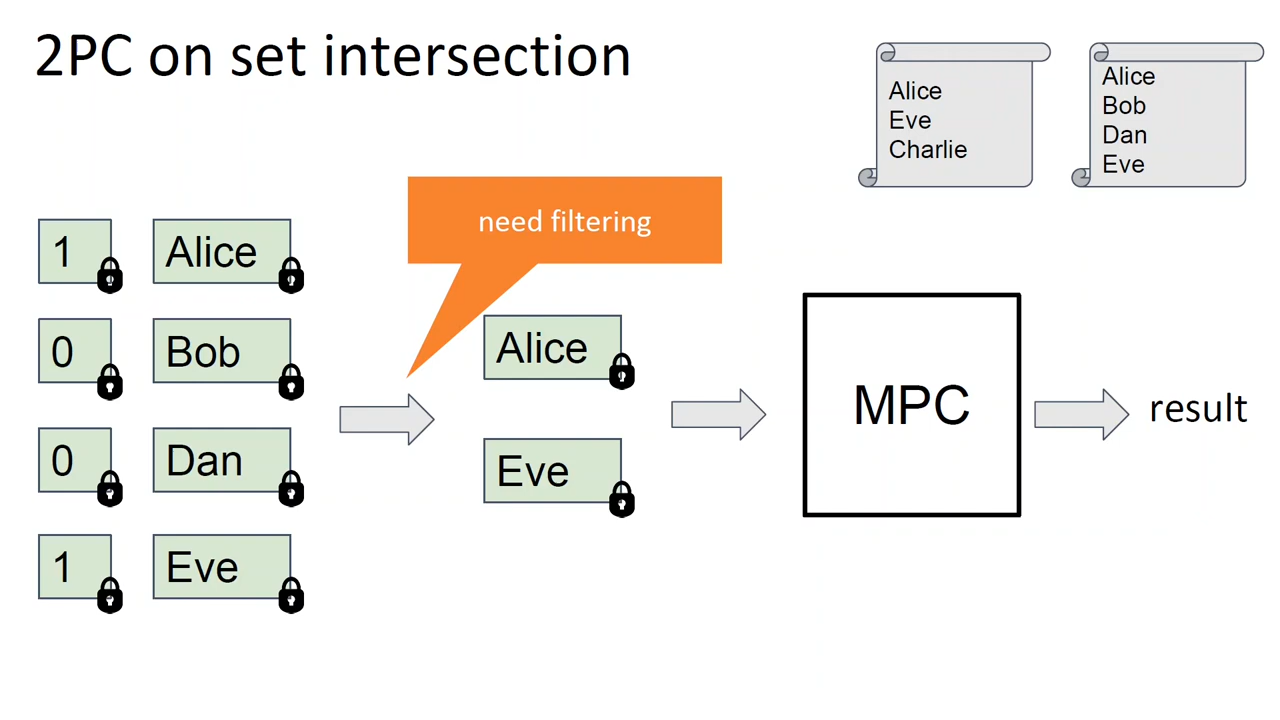 2PC on set intersection
Alice
Eve
Charlie
Alice
Bob
Dan
Eve
need filtering
1
Alice
0
Bob
0
Dan
1
Eve
Alice
Eve
MPC
result